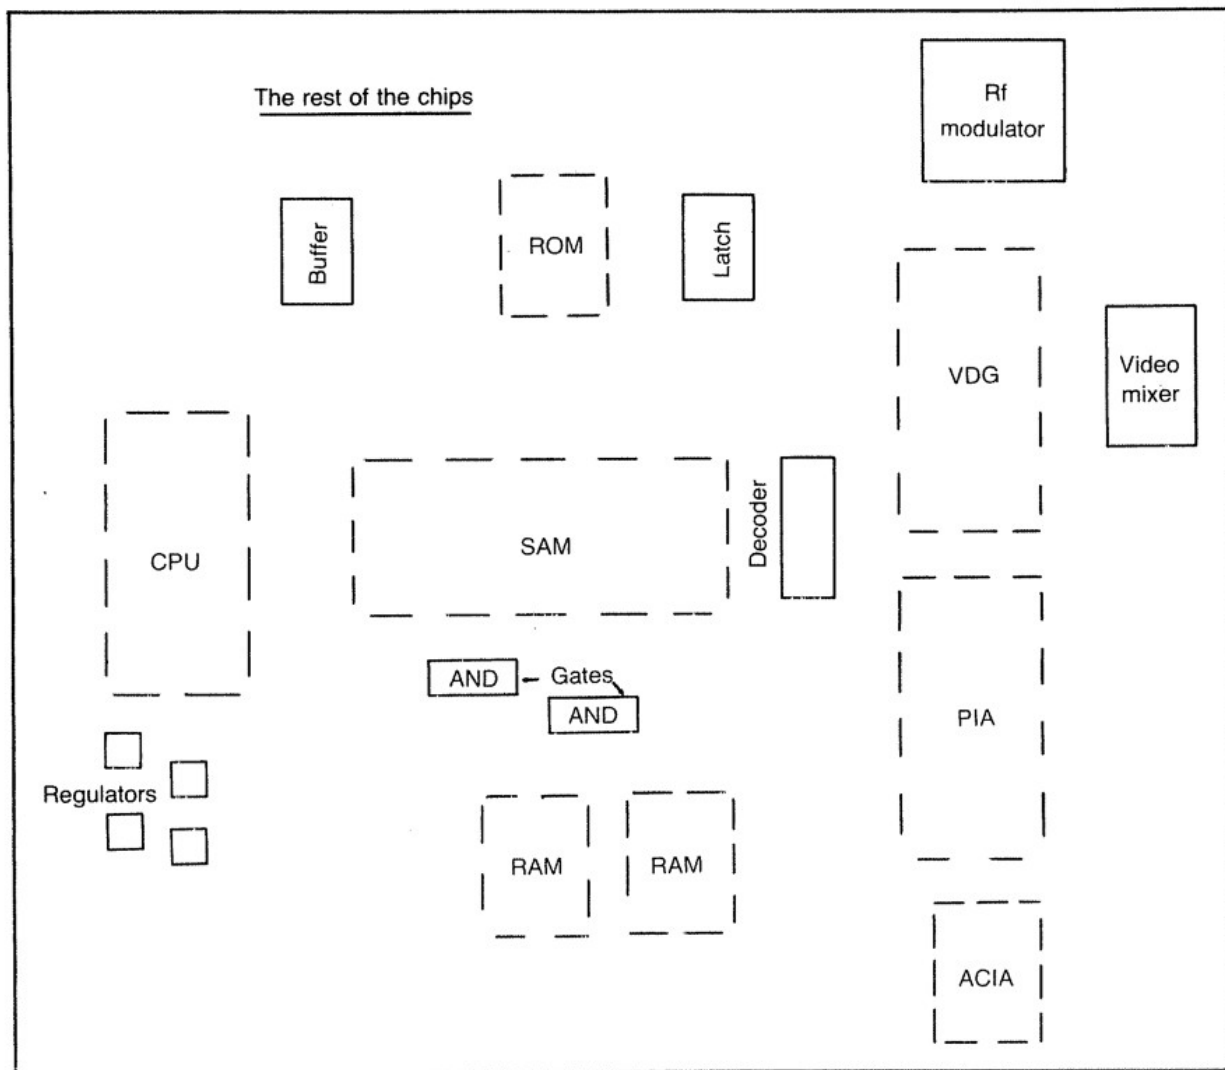 The rest of the chips
Rf
modulator
Buffer
ROM
Latch
VDG
Video
mixer
CPU
SAM
Decoder
AND
Gates
AND
PIA
Regulators
RAM
RAM
ACIA